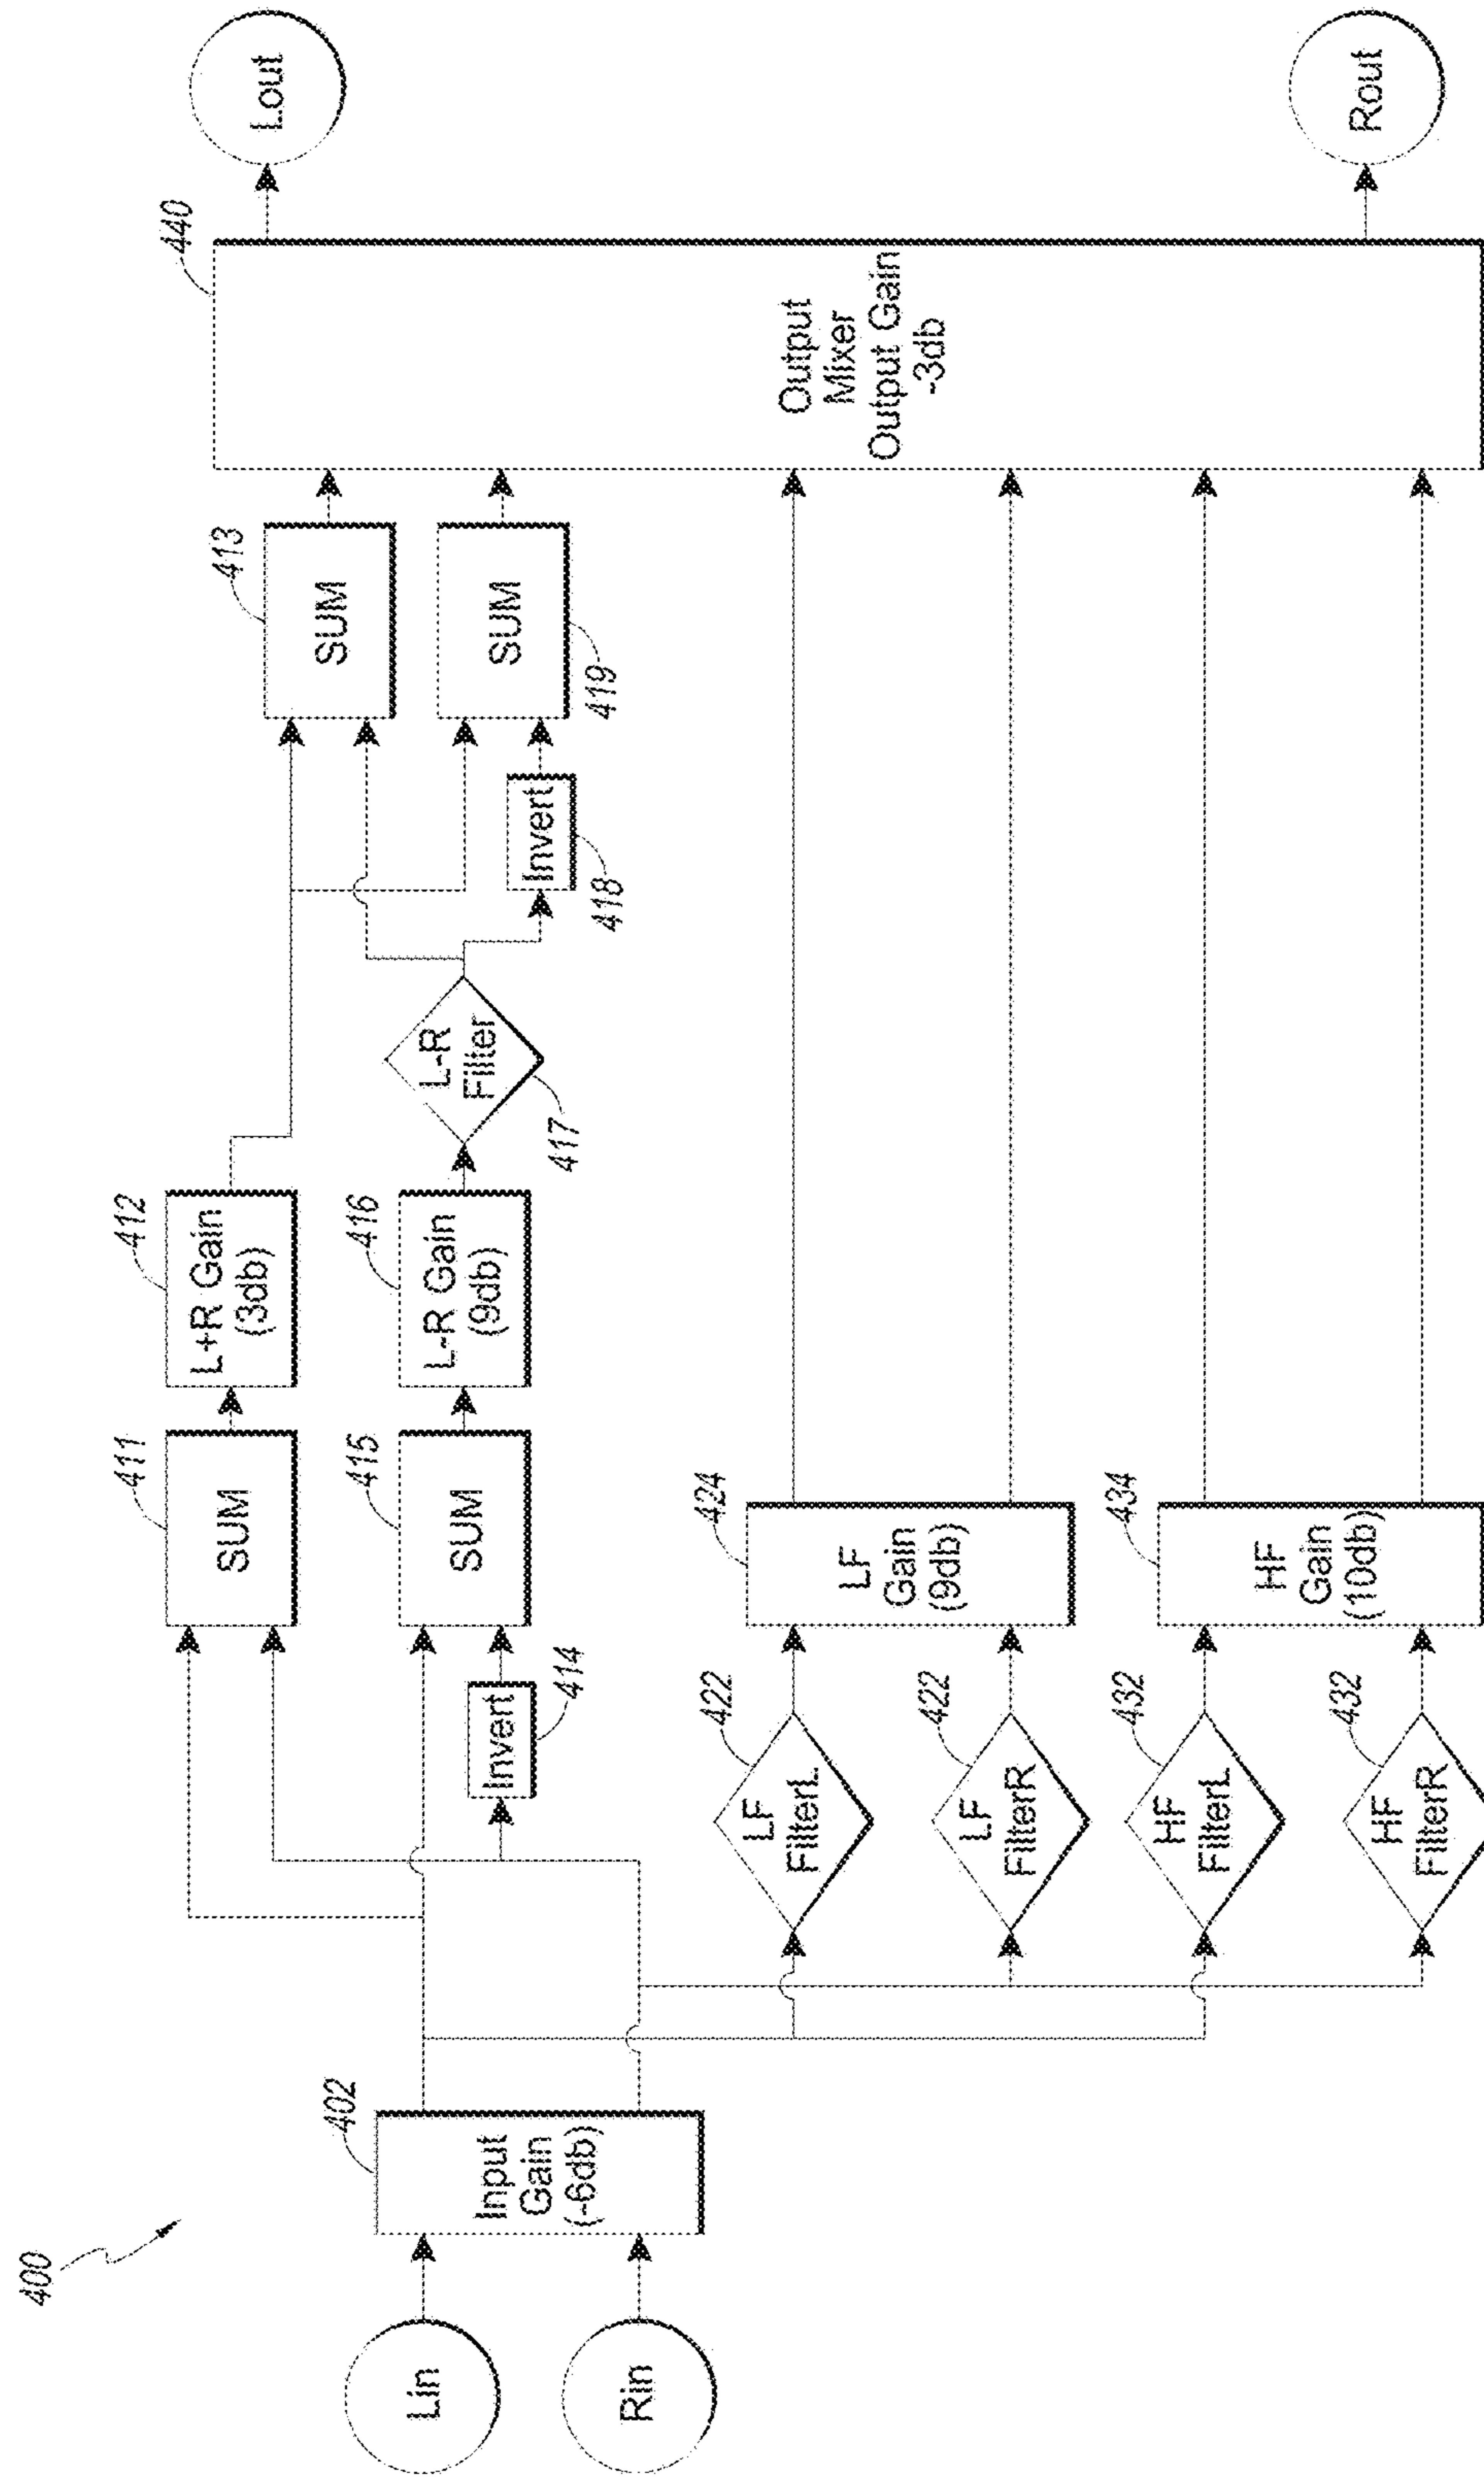 400
Lin
Rin
402
Input
Gain
(-6db)
411
SUM
412
L+R Gain
(3db)
413
SUM
414
Invert
415
SUM
416
L-R Gain
(9db)
417
L-R
Filter
418
Invert
419
SUM
422
LF
FilterL
422
LF
FilterR
424
LF
Gain
(9db)
432
HF
FilterL
432
HF
FilterR
434
HF
Gain
(10db)
440
Output
Mixer
Output Gain
-3db
Lout
Rout